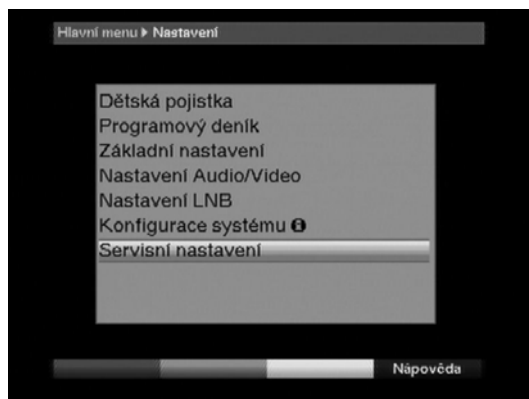 Hlavní menu Nastavení
Dětská pojistka
Programový deník
Základní nastavení
Nastavení Audio/Video
Nastavení LNB
Konfigurace systému
Servisní nastavení
Nápověda